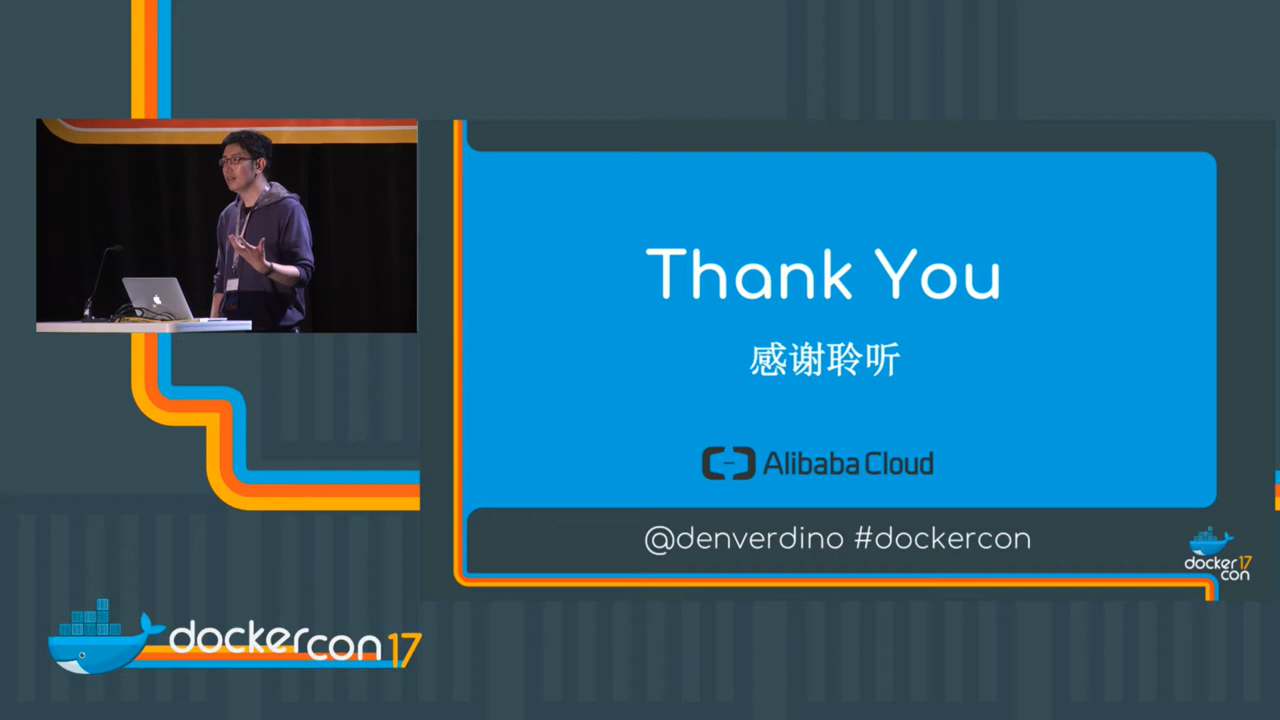 Thank You
感谢聆听
Alibaba Cloud
@denverdino #dockercon
docker 17
con
dockercon 17